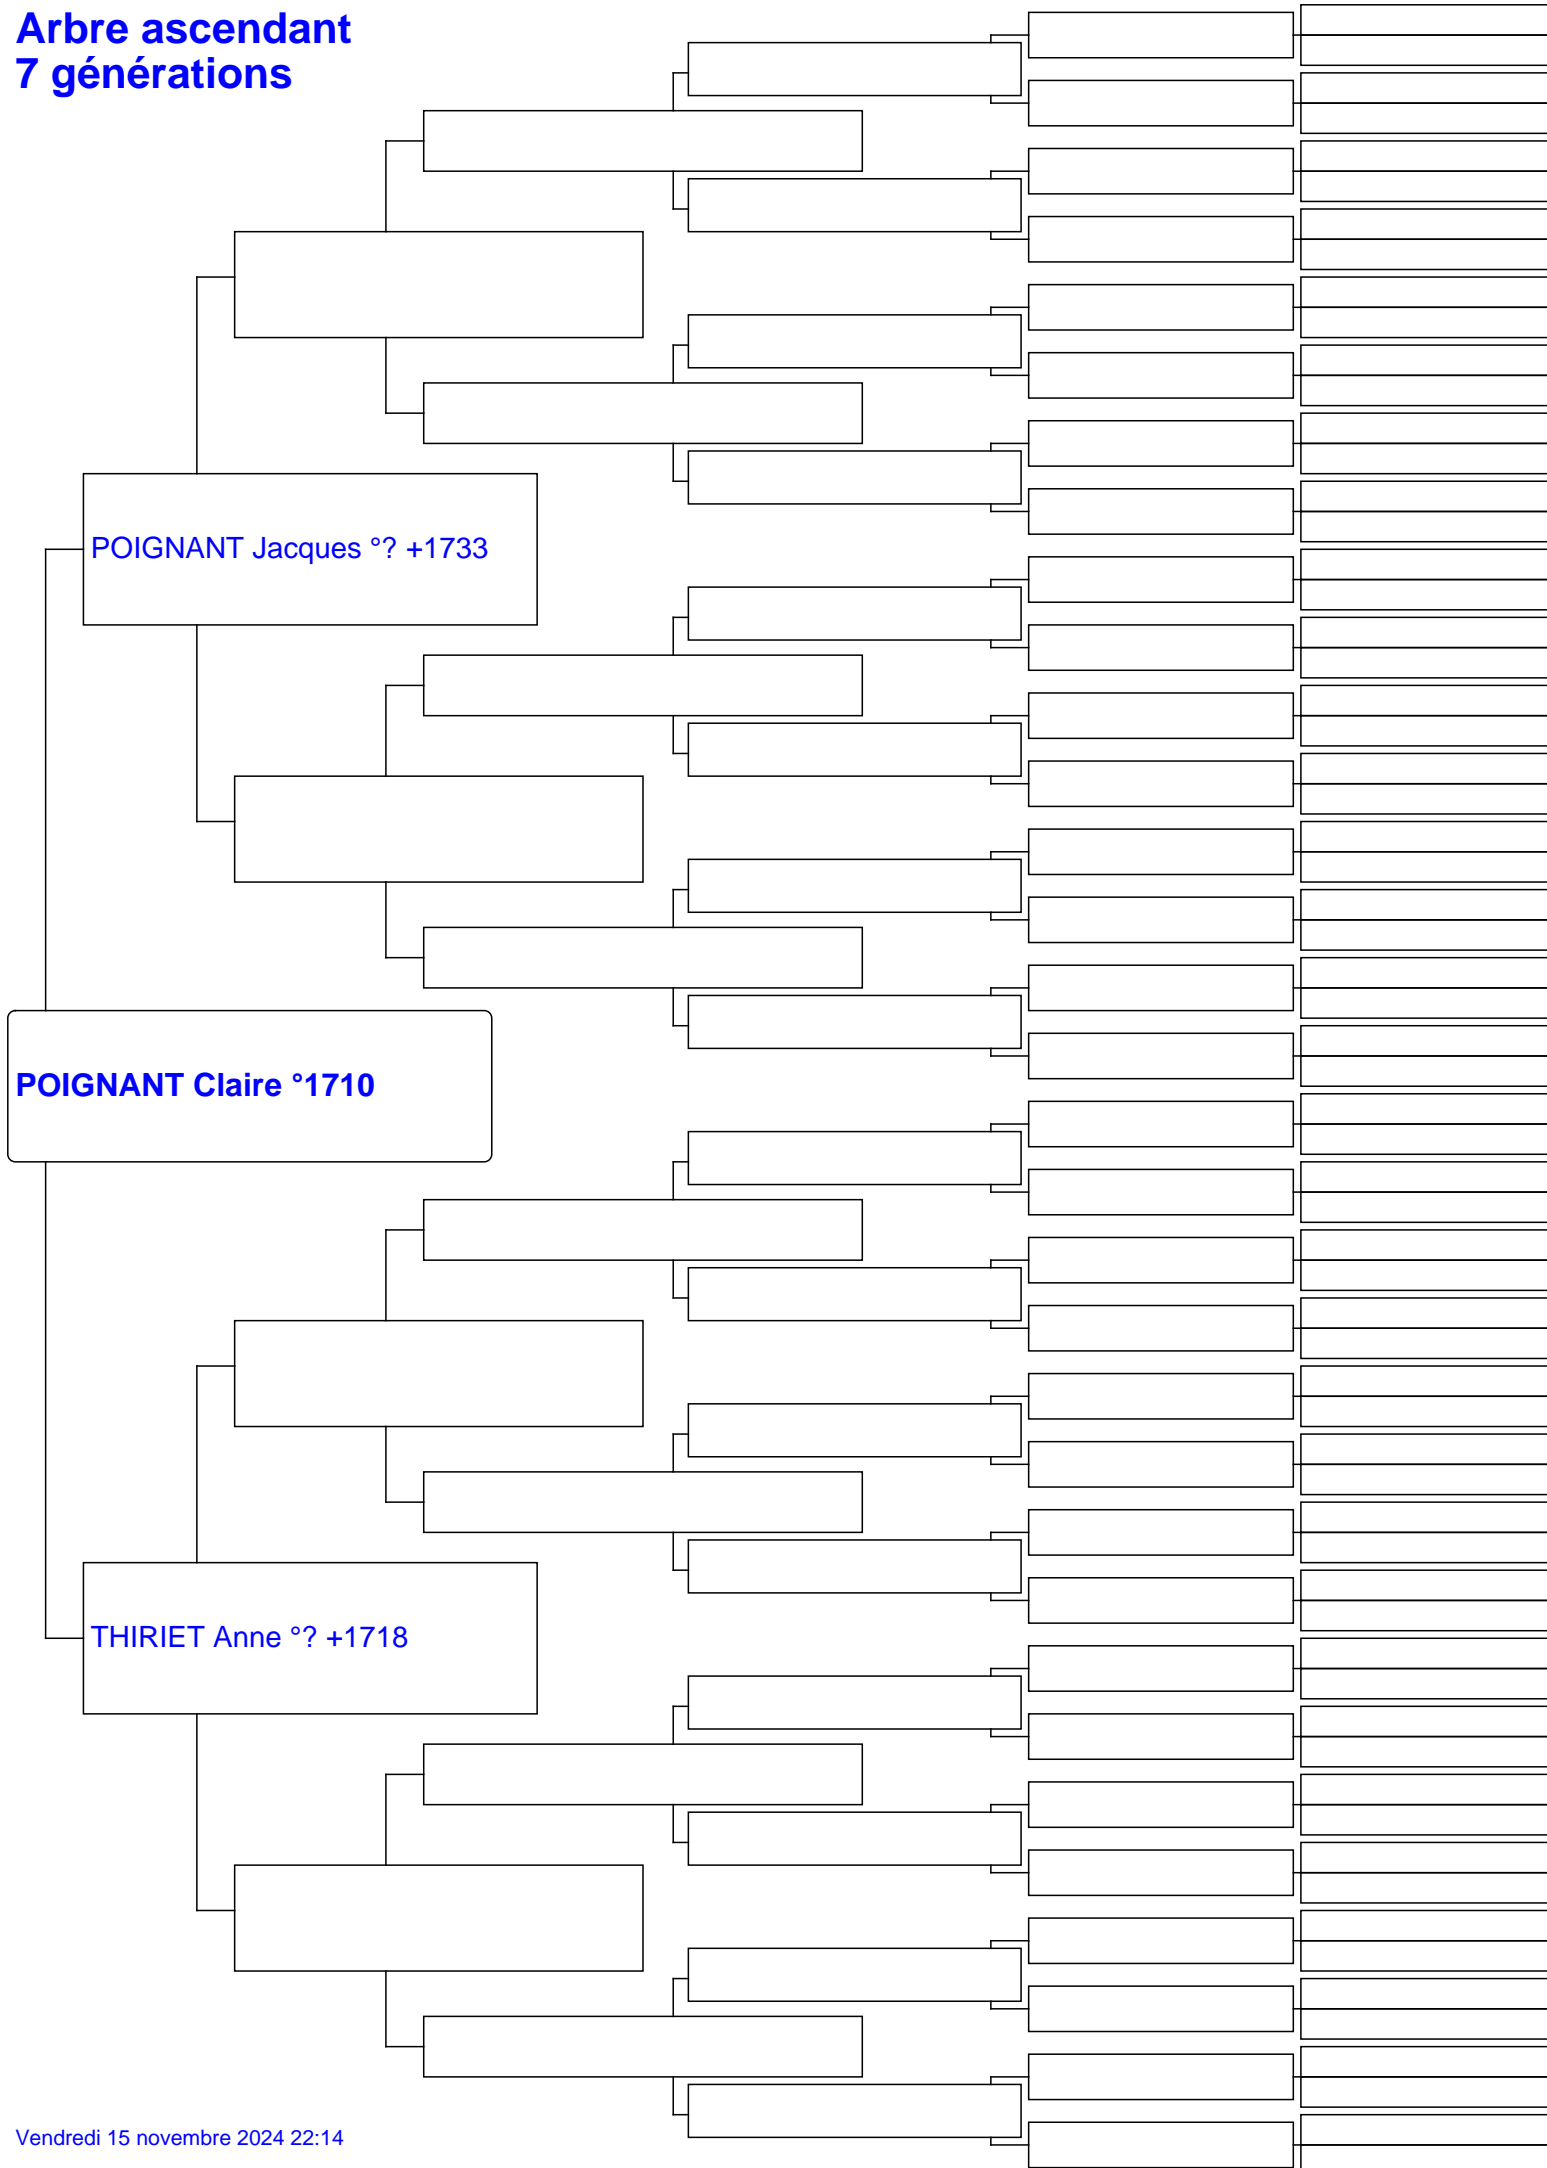 Arbre ascendant
7 générations
POIGNANT Jacques °? +1733
POIGNANT Claire °1710
THIRIET Anne °? +1718
Vendredi 15 novembre 2024 22:14